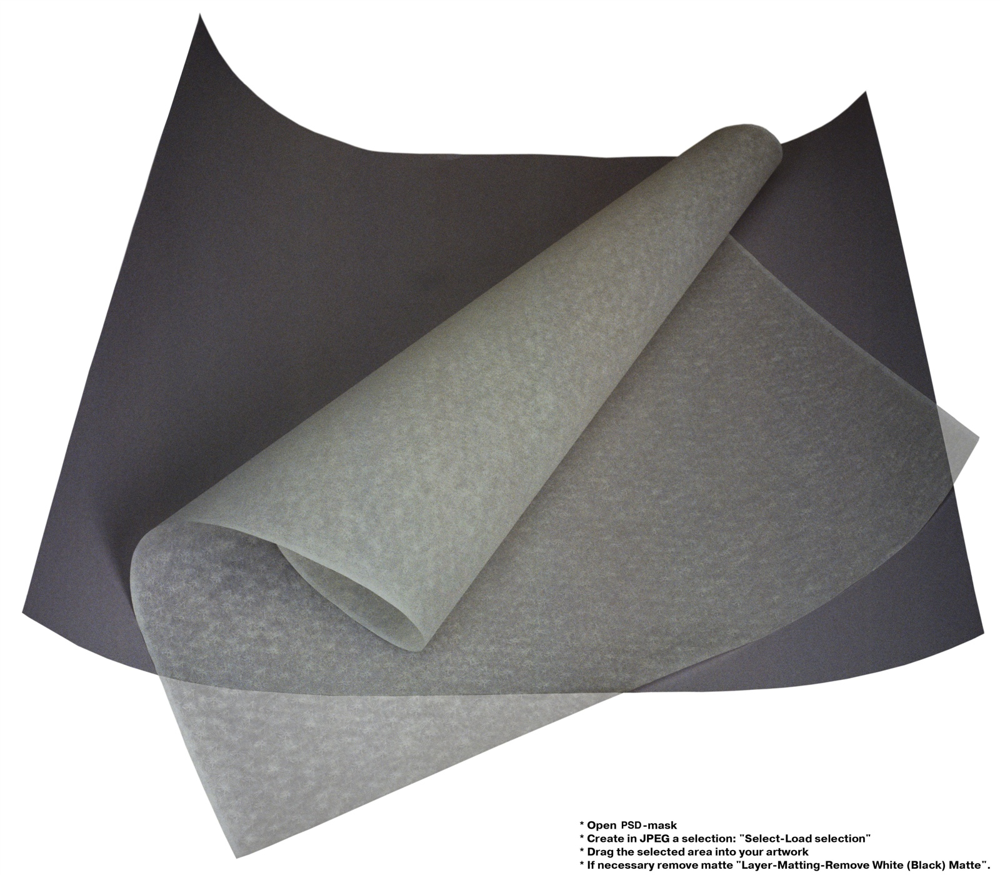 * Open PSD-mask
* Create in JPEG a selection: "Select-Load selection"
* Drag the selected area into your artwork
* If necessary remove matte "Layer-Matting-Remove White (Black) Matte".